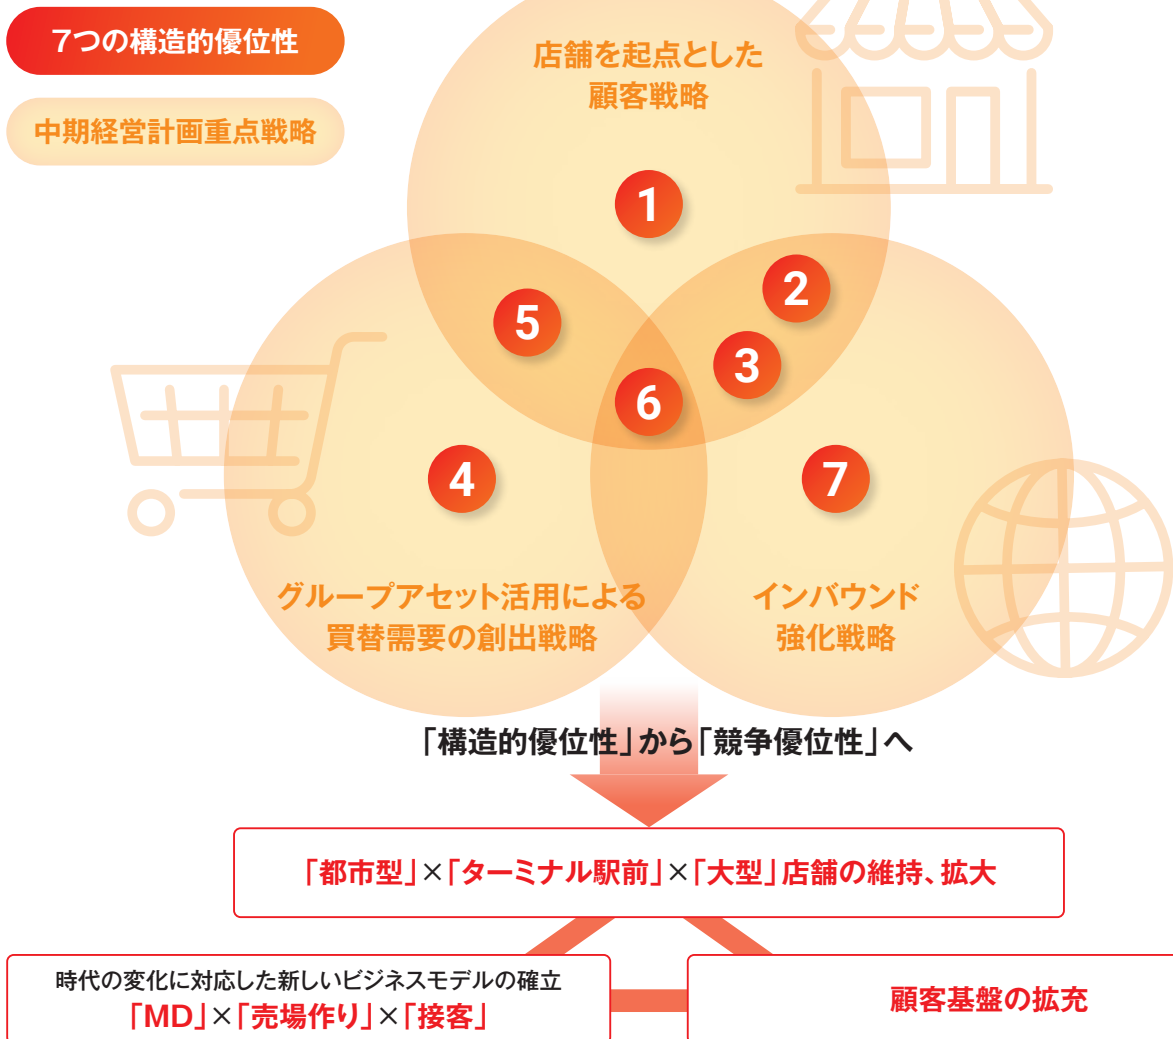 7つの構造的優位性
中期経営計画重点戦略
店舗を起点とした
顧客戦略
1
2
5
3
6
4
7
グループアセット活用による
買替需要の創出戦略
インバウンド
強化戦略
「構造的優位性」から「競争優位性」へ
「都市型」×「ターミナル駅前」×「大型」店舗の維持、拡大
時代の変化に対応した新しいビジネスモデルの確立
「MD」×「売場作り」×「接客」
顧客基盤の拡充